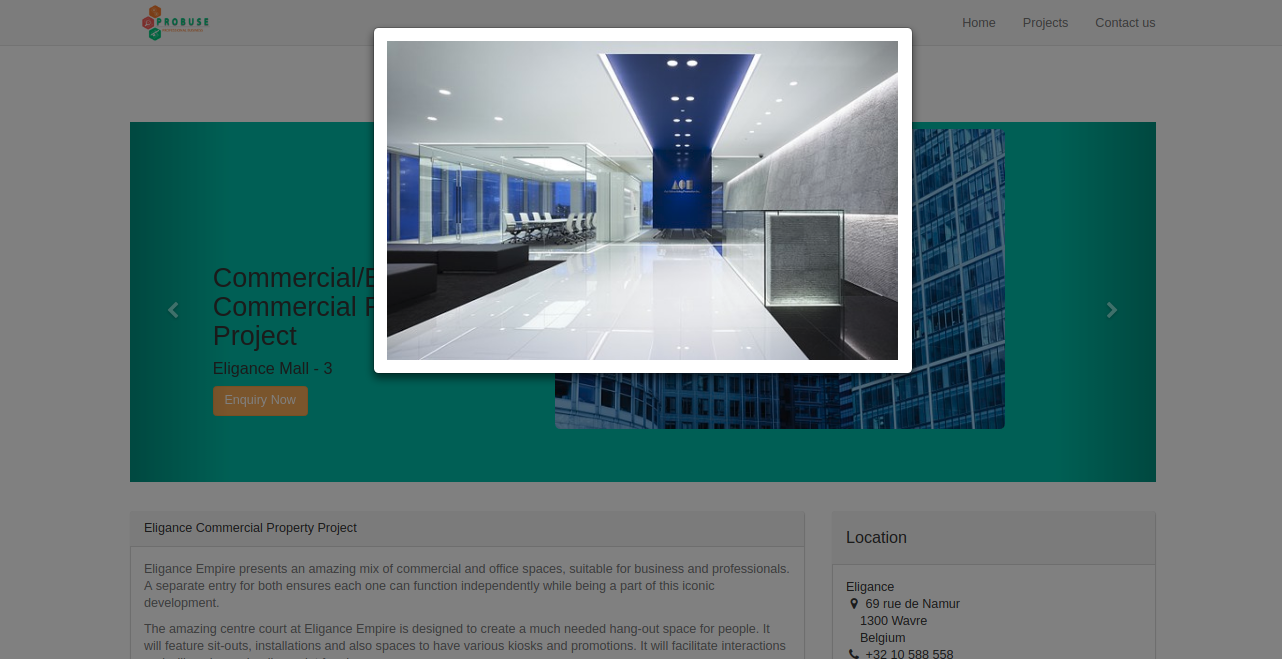 PROBUSE
Home
Projects
Contact us
Commercial/
Commercial
Project
Eligance Mall - 3
Enquiry Now
Eligance Commercial Property Project
Eligance Empire presents an amazing mix of commercial and office spaces, suitable for business and professionals.
A separate entry for both ensures each one can function independently while being a part of this iconic
development.
The amazing centre court at Eligance Empire is designed to create a much needed hang-out space for people. It
will feature sit-outs, installations and also spaces to have various kiosks and promotions. It will facilitate interactions
Location
Eligance
69 rue de Namur
1300 Wavre
Belgium
+32 10 588 558